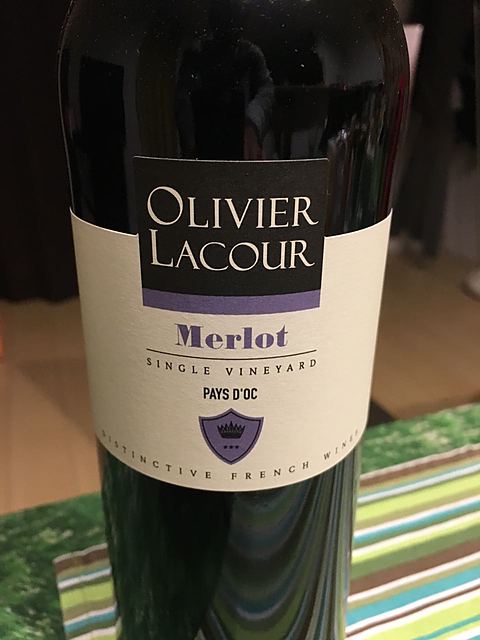 OLIVIER
LACOUR
Merlot
SINGLE VINEYARD
PAYS D'OC
DISTINCTIVE FRENCH WINES